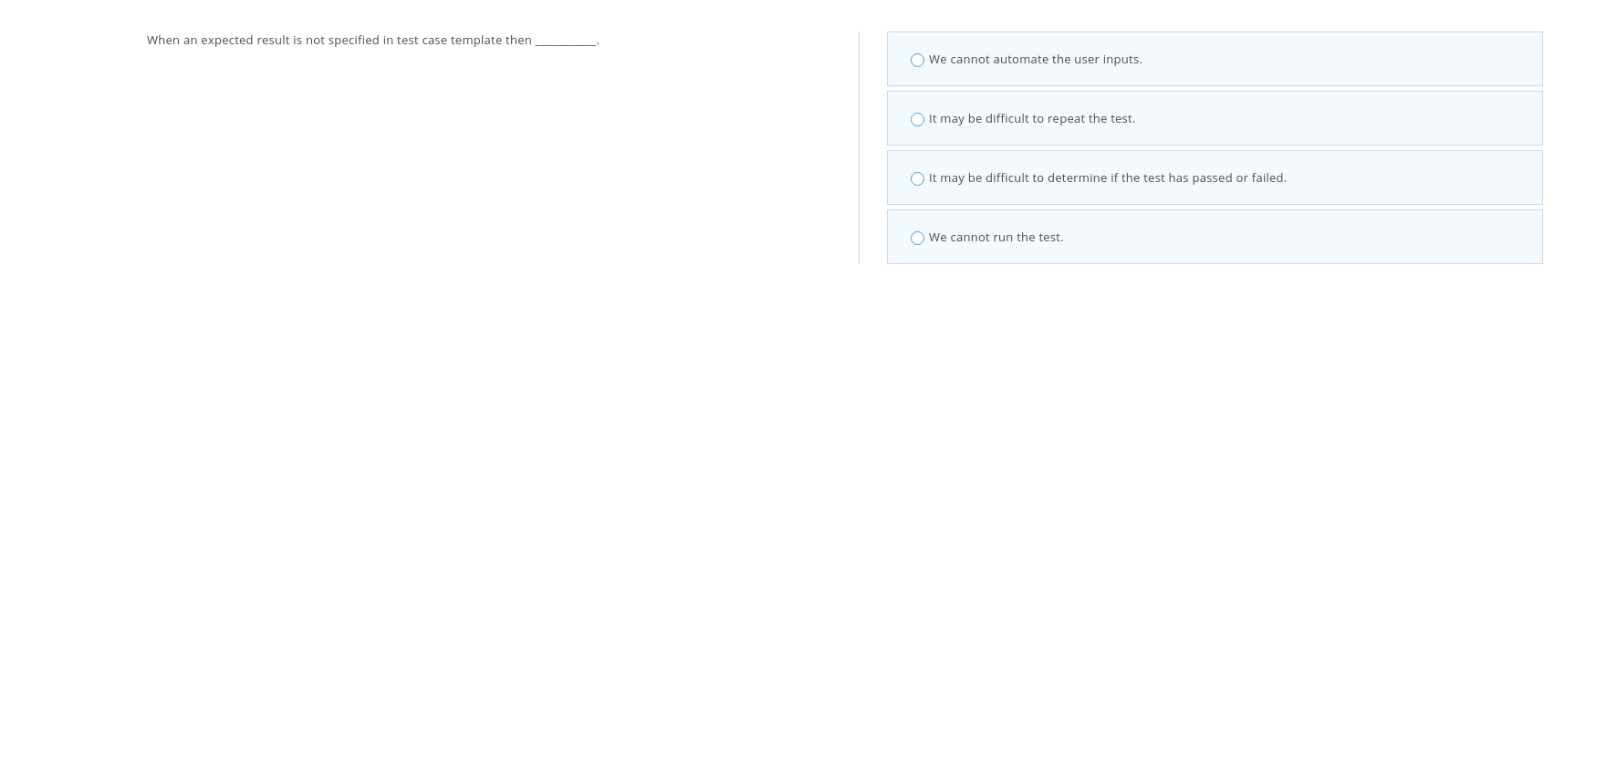 When an expected result is not specified in test case template then ___________.
We cannot automate the user inputs.
It may be difficult to repeat the test.
It may be difficult to determine if the test has passed or failed.
We cannot run the test.